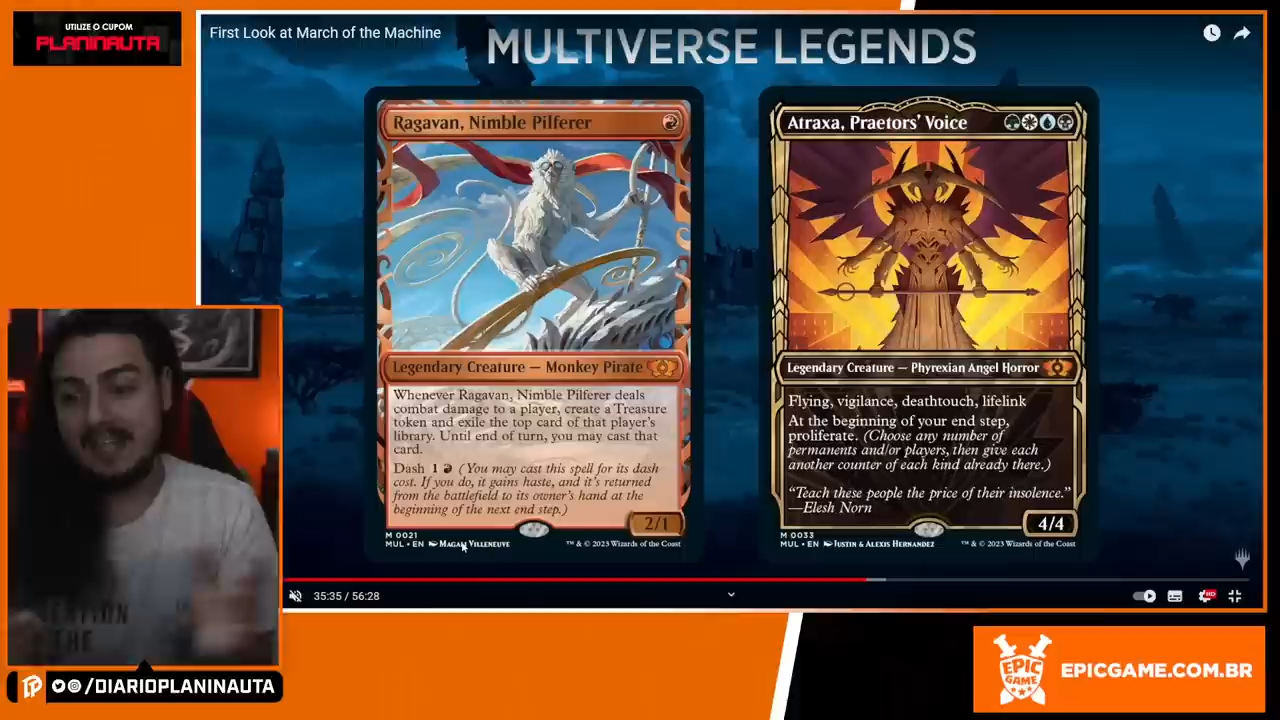 UTILIZE O CUPOM
PLANINAUTA
First Look at March of the Machine
MULTIVERSE LEGENDS
Ragavan, Nimble Pilferer
Legendary Creature — Monkey Pirate
Whenever Ragavan, Nimble Pilferer deals
combat damage to a player, create a Treasure
token and exile the top card of that player's
library. Until end of turn, you may cast that
card.
Dash 1 (You may cast this spell for its dash
cost. If you do, it gains haste, and it's returned
from the battlefield to its owner's hand at the
beginning of the next end step.)
2/1
M 0021
MUL • EN Magali Villeneuve
™ & © 2023 Wizards of the Coast
Atraxa, Praetors' Voice
Legendary Creature — Phyrexian Angel Horror
Flying, vigilance, deathtouch, lifelink
At the beginning of your end step,
proliferate. (Choose any number of
permanents and/or players, then give each
another counter of each kind already there.)
"Teach these people the price of their insolence."
—Elesh Norn
4/4
M 0033
MUL • EN Justin & Alexis Hernandez
™ & © 2023 Wizards of the Coast
35:35 / 56:28
HD
/DIARIOPLANINAUTA
EPIC
GAME
EPICGAME.COM.BR